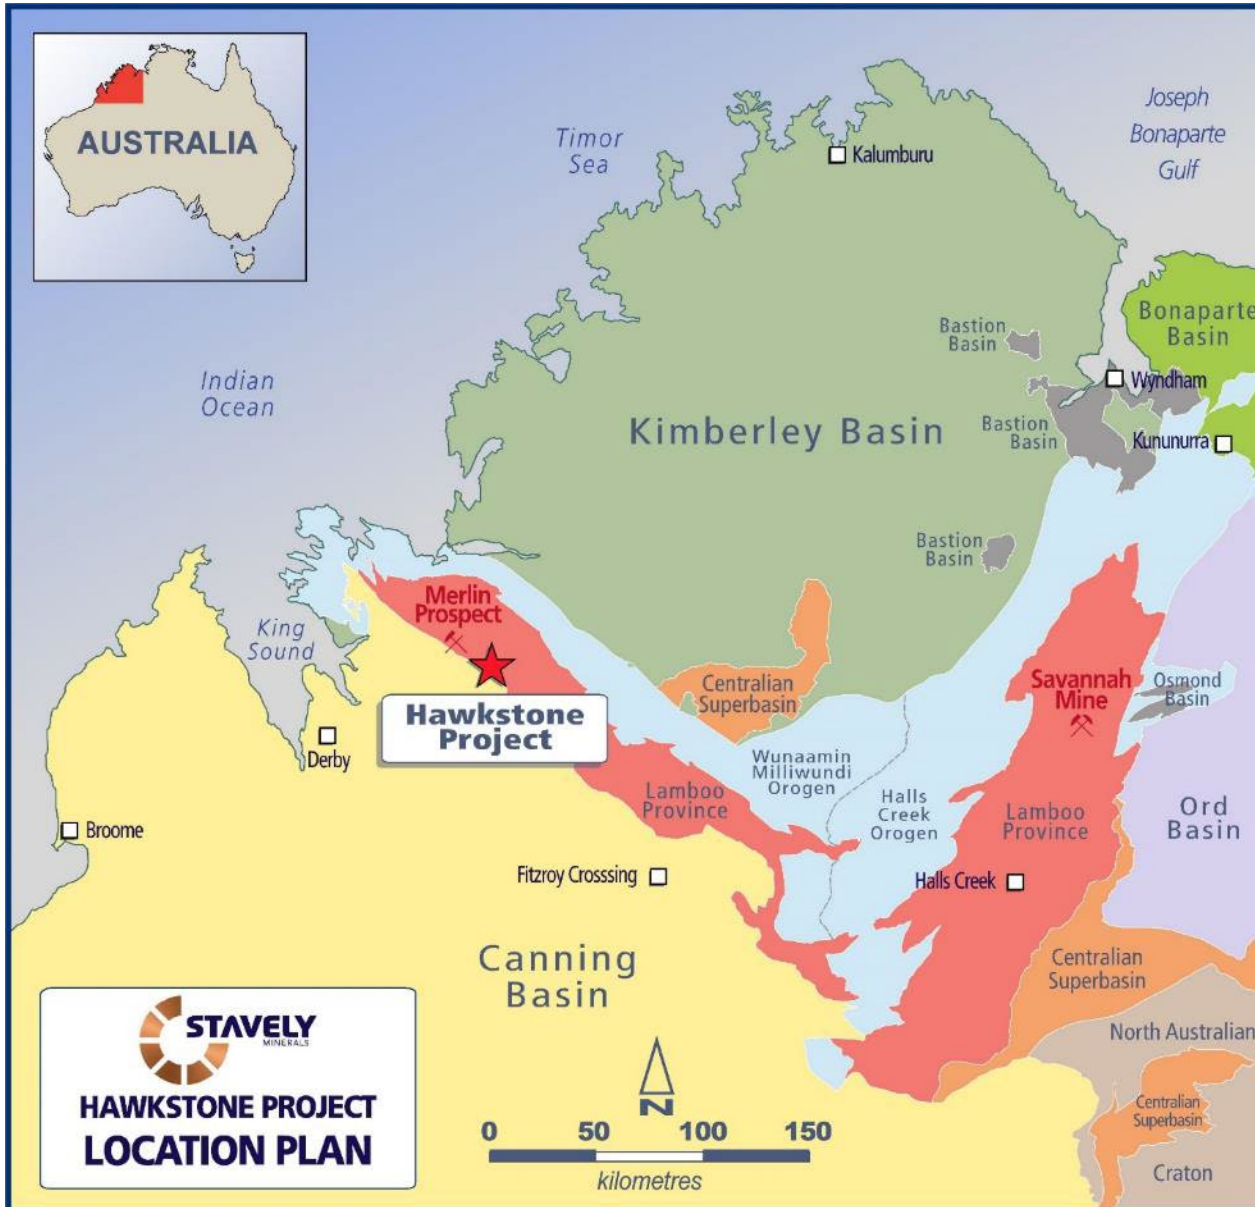 AUSTRALIA
Timor
Sea
Joseph
Bonaparte
Gulf
Kalumburu
Indian
Ocean
Bastion
Basin
Bonaparte
Basin
Wyndham
Kimberley Basin
Bastion
Basin
Kununurra
Bastion
Basin
Merlin
Prospect
King
Sound
Centralian
Superbasin
Savannah
Mine
Osmond
Basin
Hawkstone
Project
Derby
Wunaamin
Milliwundi
Orogen
Lamboo
Province
Halls
Creek
Orogen
Lamboo
Province
Ord
Basin
Broome
Fitzroy Crosssing
Halls Creek
Canning
Basin
Centralian
Superbasin
North Australian
Centralian
Superbasin
Craton
STAVELY
MINERALS
HAWKSTONE PROJECT
LOCATION PLAN
N
0 50 100 150
kilometres